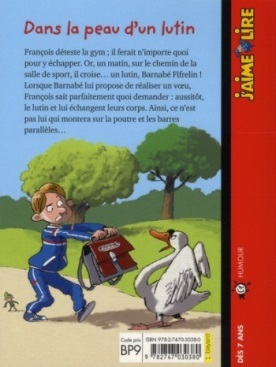 Dans la peau d'un lutin
François déteste la gym ; il ferait n'importe quoi
pour y échapper. Or, un matin, sur le chemin de la
salle de sport, il croise... un lutin, Barnabé Fifrelin !
Lorsque Barnabé lui propose de réaliser un vœu,
François sait parfaitement quoi demander : aussitôt,
le lutin et lui échangent leurs corps. Ainsi, ce n'est
pas lui qui montera sur la poutre et les barres
parallèles...
J'AIME LIRE
HUMOUR
DÈS 7 ANS
Code prix
BP9
ISBN 978-2-7470-3038-0
9 782747 030380